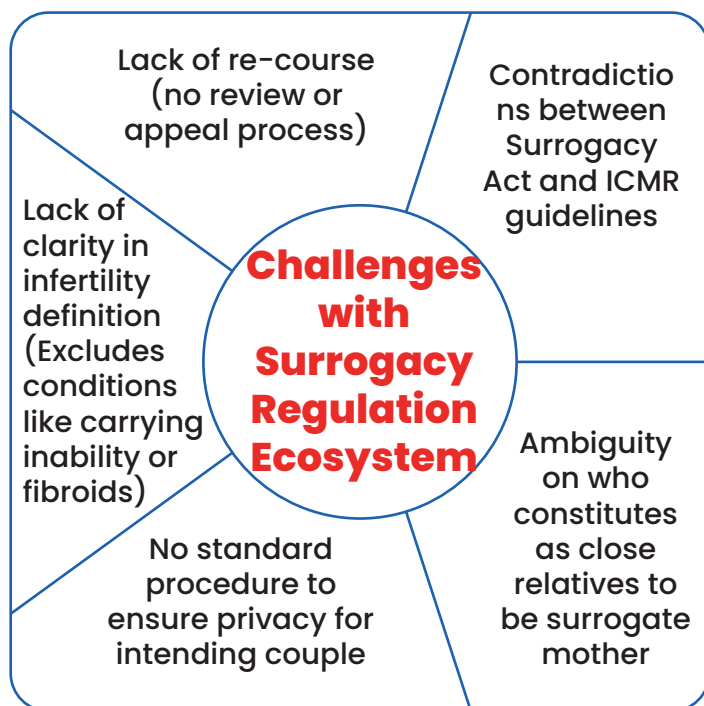 Lack of re-course
(no review or
appeal process)
Contradictio
ns between
Surrogacy
Act and ICMR
guidelines
Lack of
clarity in
infertility
definition
(Excludes
conditions
like carrying
inability or
fibroids)
Challenges
with
Surrogacy
Regulation
Ecosystem
Ambiguity
on who
constitutes
as close
relatives to
be surrogate
mother
No standard
procedure to
ensure privacy for
intending couple